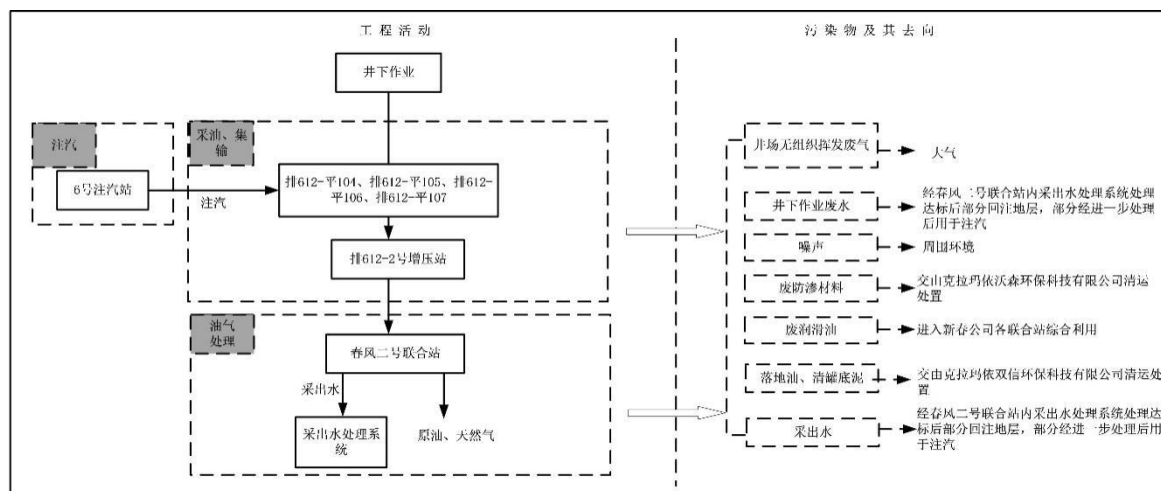 工程活动
污染物及其去向
井下作业
注汽
采油、集
输
6号注汽站
注汽
排612-平104、排612-平105、排612-
平106、排612-平107
排612-2号增压站
油气
处理
春风二号联合站
采出水
采出水处理系
统
原油、天然气
井场无组织挥发废气
大气
井下作业废水
经春风二号联合站内采出水处理系统处理
达标后部分回注地层，部分经进一步处理
后用于注汽
噪声
周围环境
废防渗材料
交由克拉玛依沃森环保科技有限公司清运
处置
废润滑油
进入新春公司各联合站综合利用
落地油、清罐底泥
交由克拉玛依双信环保科技有限公司清运处
置
采出水
经春风二号联合站内采出水处理系统处理达
标后部分回注地层，部分经进一步处理后用
于注汽